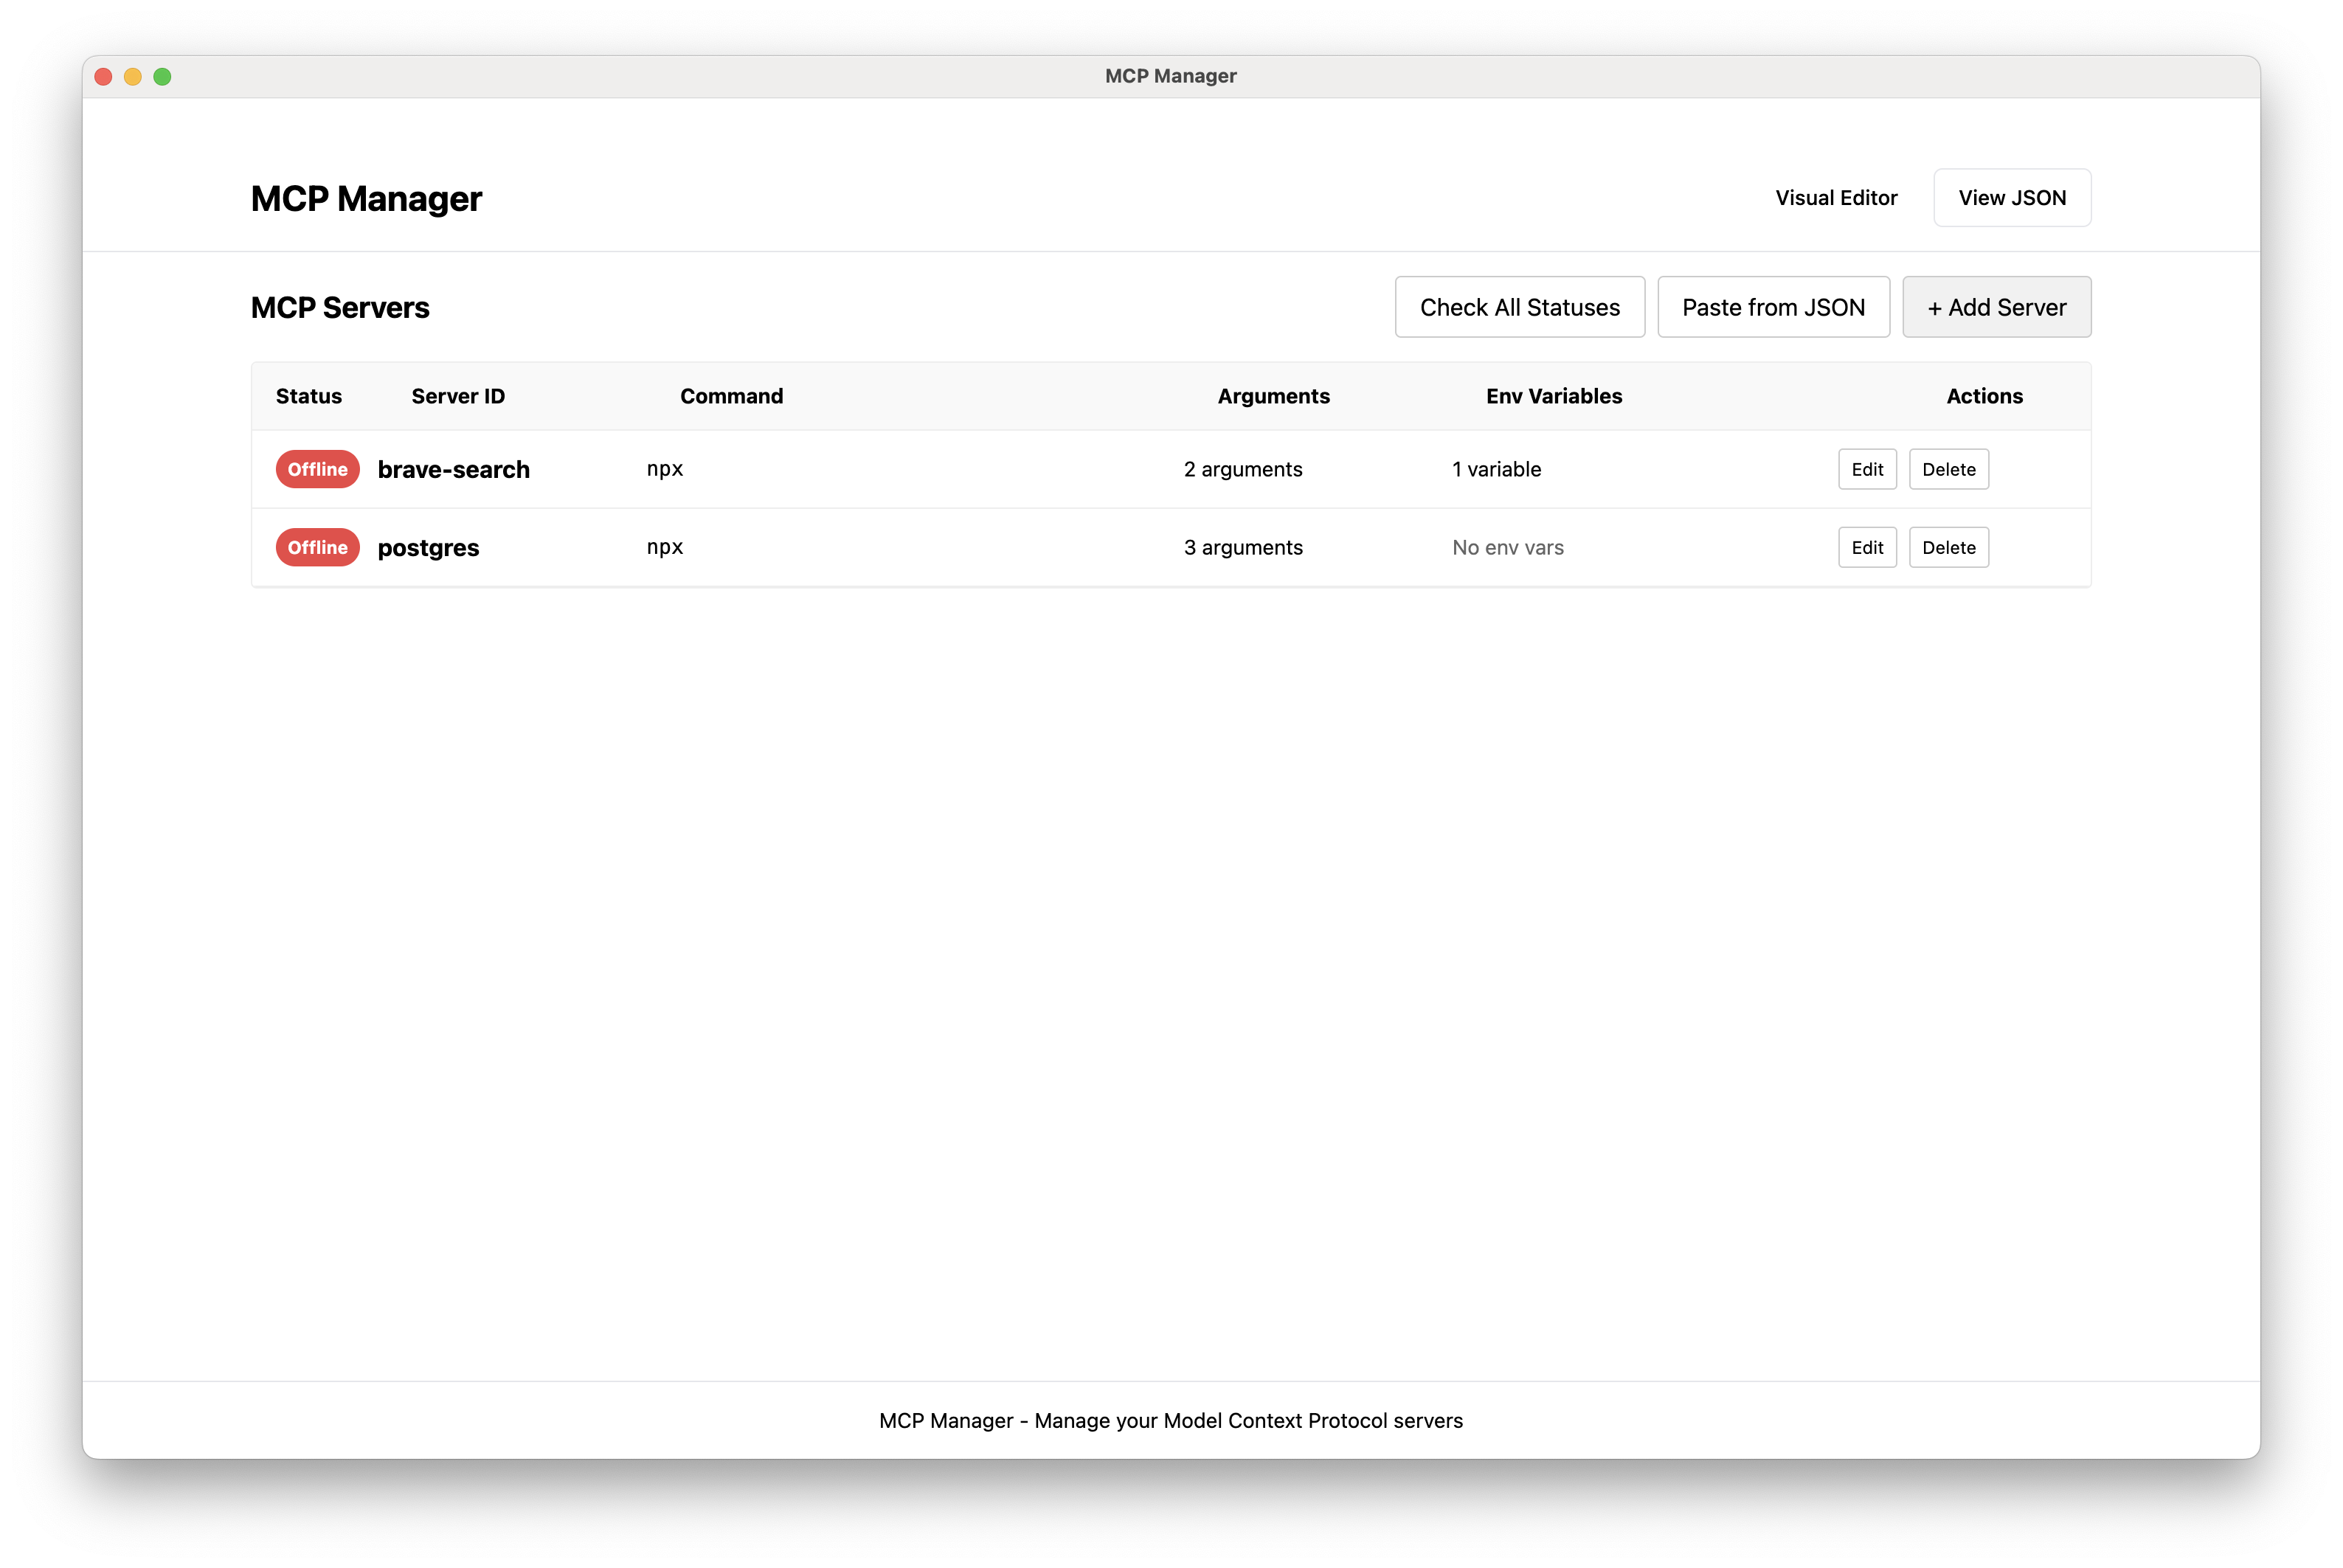 MCP Manager
MCP Manager
Visual Editor
View JSON
MCP Servers
Check All Statuses
Paste from JSON
+ Add Server
Status Server ID Command Arguments Env Variables Actions
Offline brave-search npx 2 arguments 1 variable Edit Delete
Offline postgres npx 3 arguments No env vars Edit Delete
MCP Manager - Manage your Model Context Protocol servers